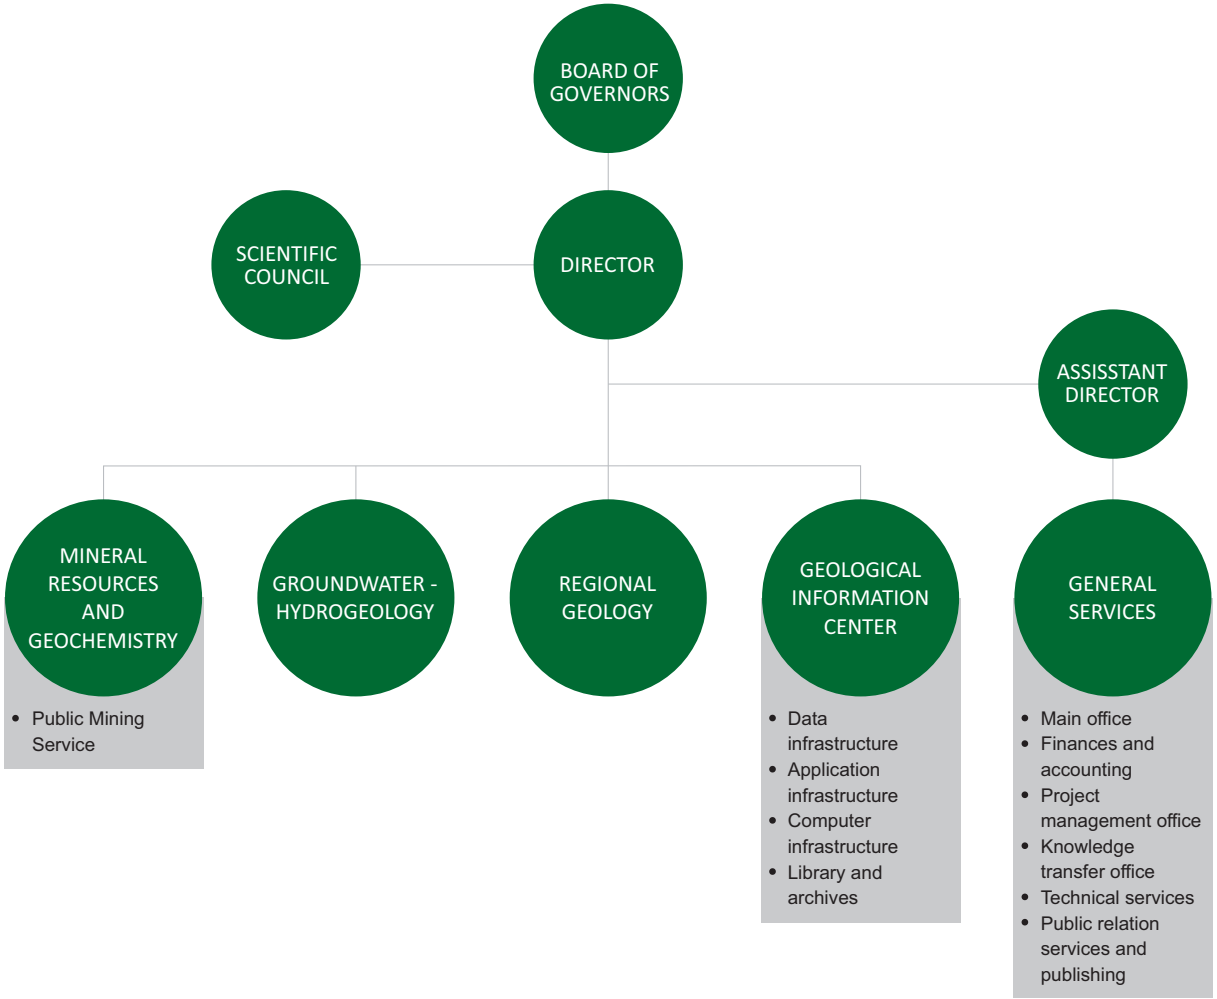 BOARD OF
GOVERNORS
SCIENTIFIC
COUNCIL
DIRECTOR
ASSISSTANT
DIRECTOR
MINERAL
RESOURCES
AND
GEOCHEMISTRY
• Public Mining
Service
GROUNDWATER -
HYDROGEOLOGY
REGIONAL
GEOLOGY
GEOLOGICAL
INFORMATION
CENTER
• Data
infrastructure
• Application
infrastructure
• Computer
infrastructure
• Library and
archives
GENERAL
SERVICES
• Main office
• Finances and
accounting
• Project
management office
• Knowledge
transfer office
• Technical services
• Public relation
services and
publishing